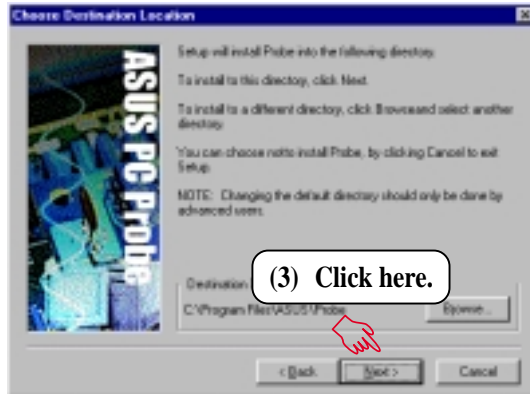 Choose Destination Location
ASUS PC Probe
Setup will install Probe into the following directory.
To install to this directory, click Next.
To install to a different directory, click Browse and select another
directory.
You can choose not to install Probe, by clicking Cancel to exit
Setup.
NOTE: Changing the default directory should only be done by
advanced users.
Destination
(3) Click here.
C:\Program Files\ASUS\Probe
Browse...
< Back
Next >
Cancel